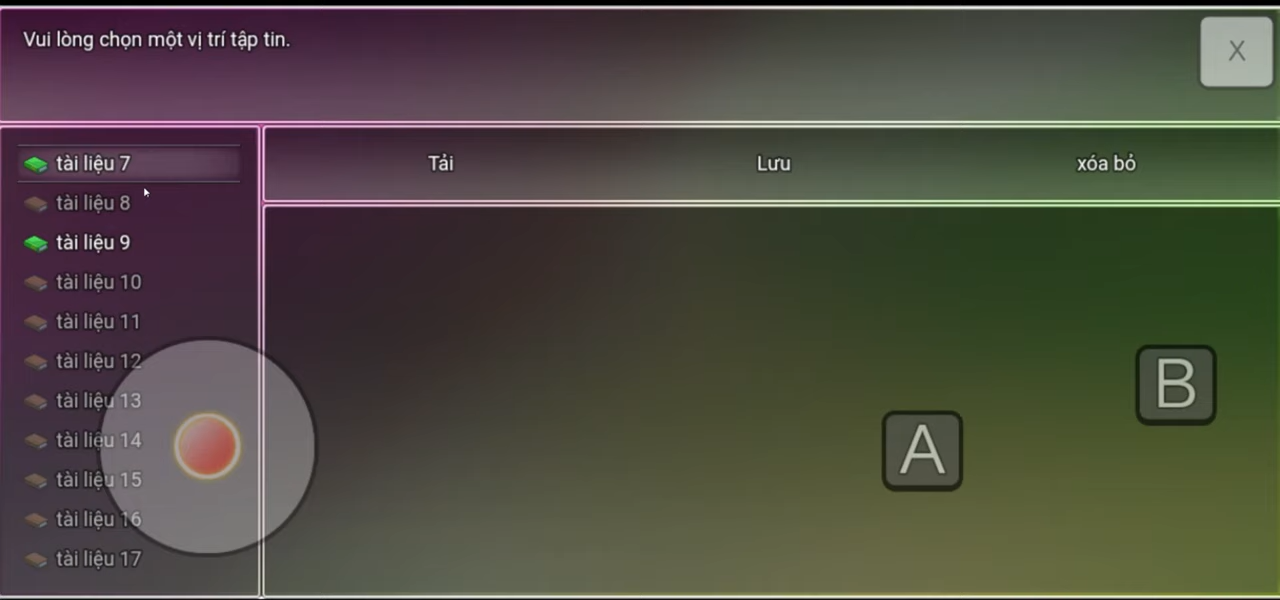 Vui lòng chọn một vị trí tập tin.
X
tài liệu 7
Tải
Lưu
xóa bỏ
tài liệu 8
tài liệu 9
tài liệu 10
tài liệu 11
tài liệu 12
tài liệu 13
tài liệu 14
tài liệu 15
tài liệu 16
tài liệu 17
B
A